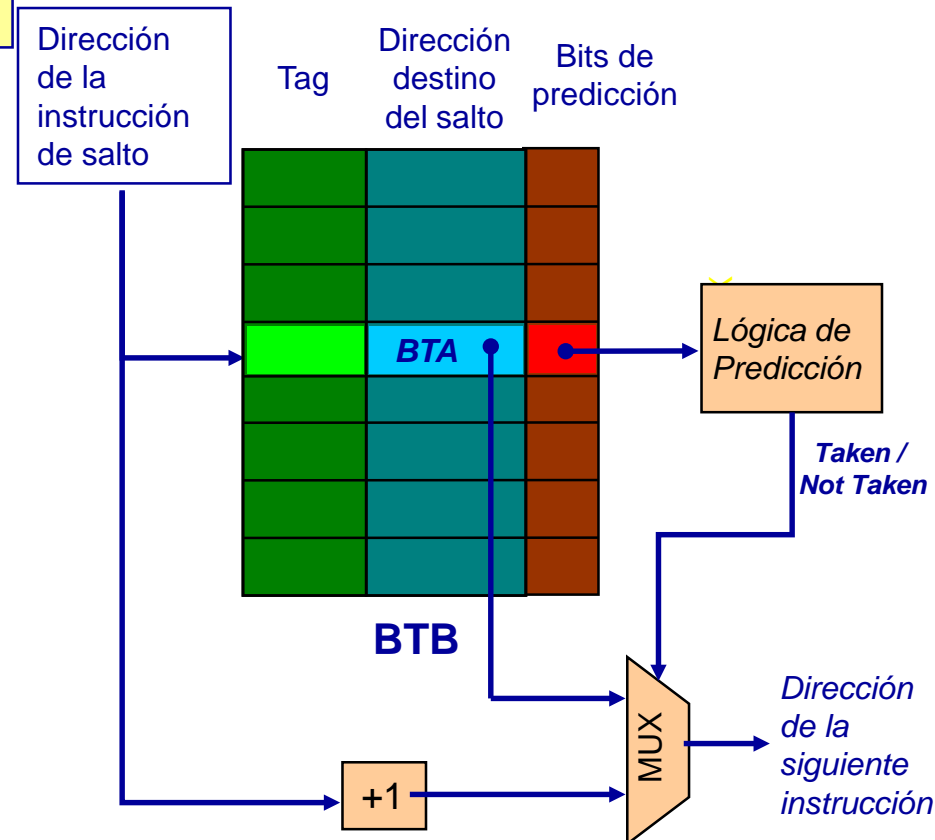 Dirección
de la
instrucción
de salto
Tag
Dirección
destino
del salto
Bits de
predicción
BTA
Lógica de
Predicción
Taken /
Not Taken
BTB
MUX
+1
Dirección
de la
siguiente
instrucción